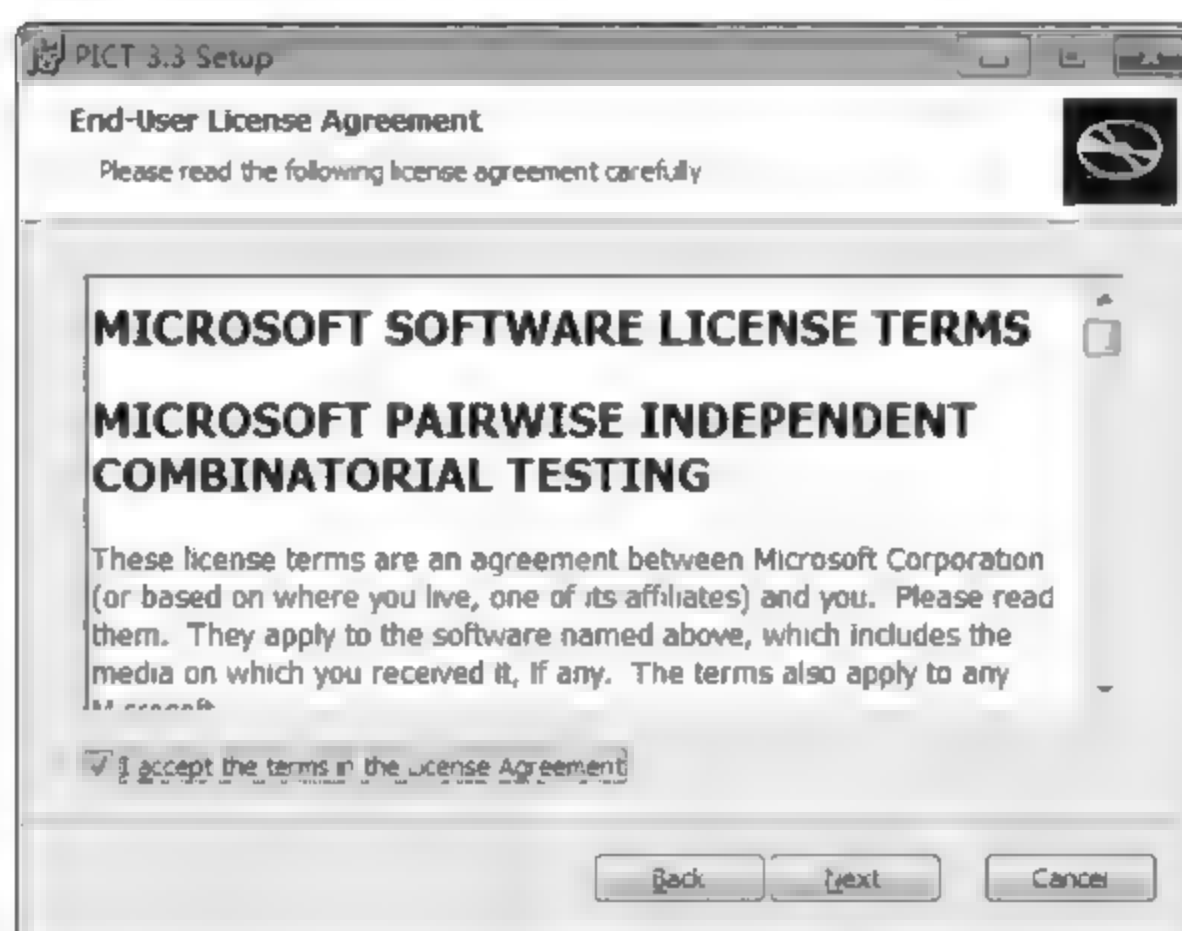 PICT 3.3 Setup
End-User License Agreement
Please read the following license agreement carefully
MICROSOFT SOFTWARE LICENSE TERMS
MICROSOFT PAIRWISE INDEPENDENT
COMBINATORIAL TESTING
These license terms are an agreement between Microsoft Corporation
(or based on where you live, one of its affiliates) and you.  Please read
them.  They apply to the software named above, which includes the
media on which you received it, if any.  The terms also apply to any
Microsoft
I accept the terms in the License Agreement
Back
Next
Cancel